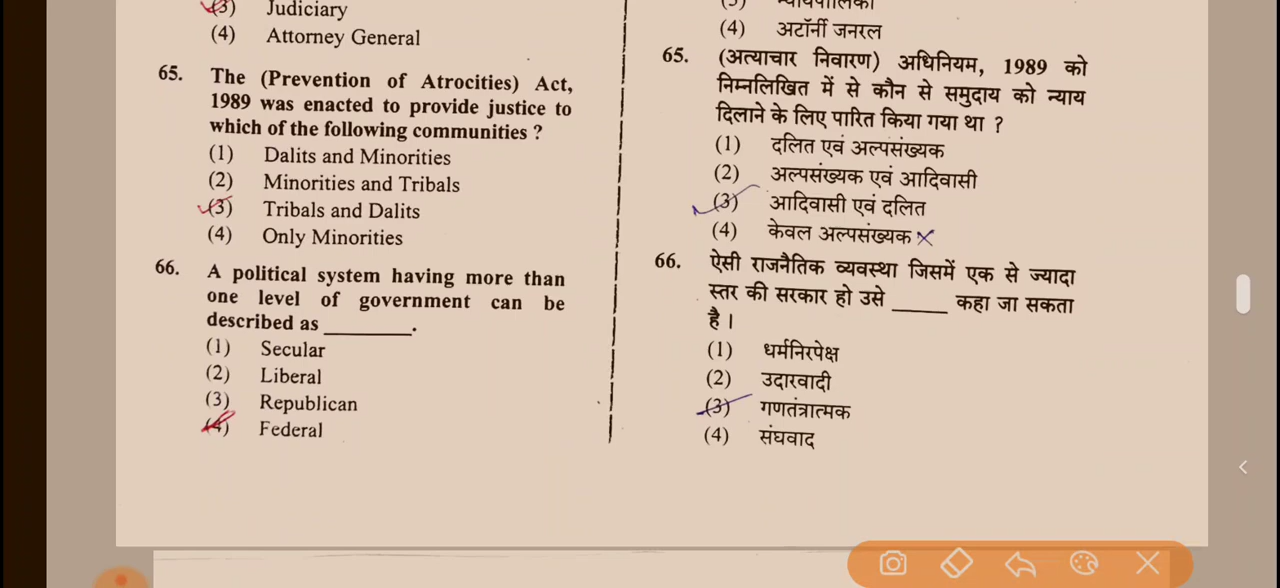 (3) Judiciary
(4) Attorney General
65. The (Prevention of Atrocities) Act,
1989 was enacted to provide justice to
which of the following communities ?
(1) Dalits and Minorities
(2) Minorities and Tribals
(3) Tribals and Dalits
(4) Only Minorities
66. A political system having more than
one level of government can be
described as ________.
(1) Secular
(2) Liberal
(3) Republican
(4) Federal
(3) न्यायपालिका
(4) अटॉर्नी जनरल
65. (अत्याचार निवारण) अधिनियम, 1989 को
निम्नलिखित में से कौन से समुदाय को न्याय
दिलाने के लिए पारित किया गया था ?
(1) दलित एवं अल्पसंख्यक
(2) अल्पसंख्यक एवं आदिवासी
(3) आदिवासी एवं दलित
(4) केवल अल्पसंख्यक
66. ऐसी राजनैतिक व्यवस्था जिसमें एक से ज्यादा
स्तर की सरकार हो उसे _____ कहा जा सकता
है ।
(1) धर्मनिरपेक्ष
(2) उदारवादी
(3) गणतंत्रात्मक
(4) संघवाद